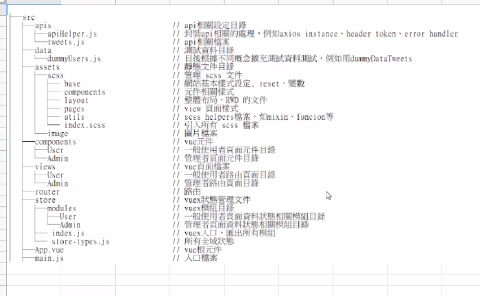 src
├─apis // api相關設定目錄
│ ├─apiHelper.js // 封裝api相關的處理，例如axios instance、header token、error handler
│ └─tweets.js // api相關檔案
├─data // 測試資料目錄
│ └─dummyUsers.js // 日後根據不同概念擴充測試資料測試，例如用dummyDataTweets
├─assets // 靜態文件目錄
│ ├─scss // 管理 scss 文件
│ │ ├─ base // 網站基本樣式設定, reset、變數
│ │ ├─ components // 元件相關樣式
│ │ ├─ layout // 整體布局、RWD 的文件
│ │ ├─ pages // view 頁面樣式
│ │ ├─ utils // scss helpers檔案，如mixin, funcion等
│ │ └─ index.scss // 引入所有 scss 檔案
│ └─image // 圖片檔案
├─components // vue元件
│ ├─User // 一般使用者頁面元件目錄
│ └─Admin // 管理者頁面元件目錄
├─views // vue頁面檔案
│ ├─User // 一般使用者路由頁面目錄
│ └─Admin // 管理者路由頁面目錄
├─router // 路由
├─store // vuex狀態管理文件
│ ├─modules // vuex模組目錄
│ │ ├─User // 一般使用者頁面資料狀態相關模組目錄
│ │ └─Admin // 管理者頁面資料狀態相關模組目錄
│ ├─ index.js // vuex入口，匯出所有模組
│ └─ store-types.js // 所有全域狀態
├─App.vue // vue根元件
├─main.js // 入口檔案